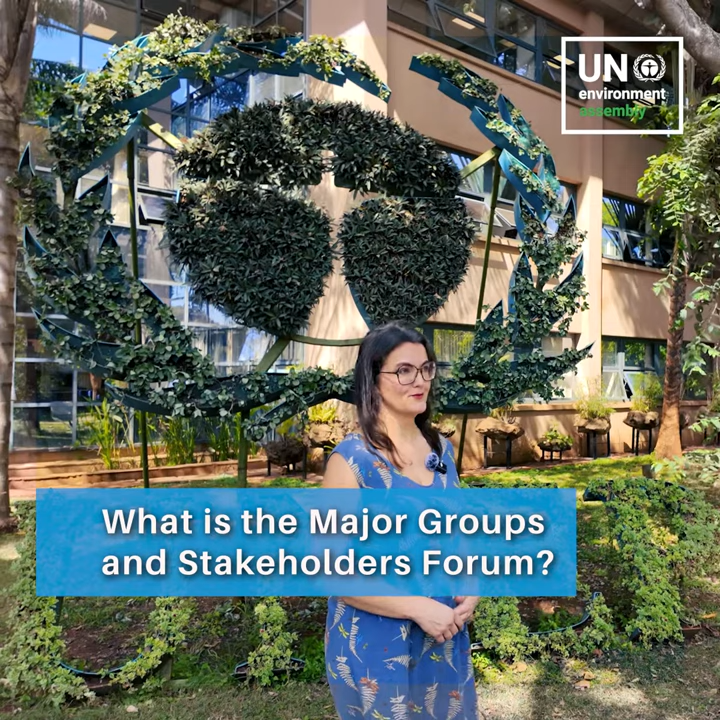 UN
environment
assembly
What is the Major Groups
and Stakeholders Forum?